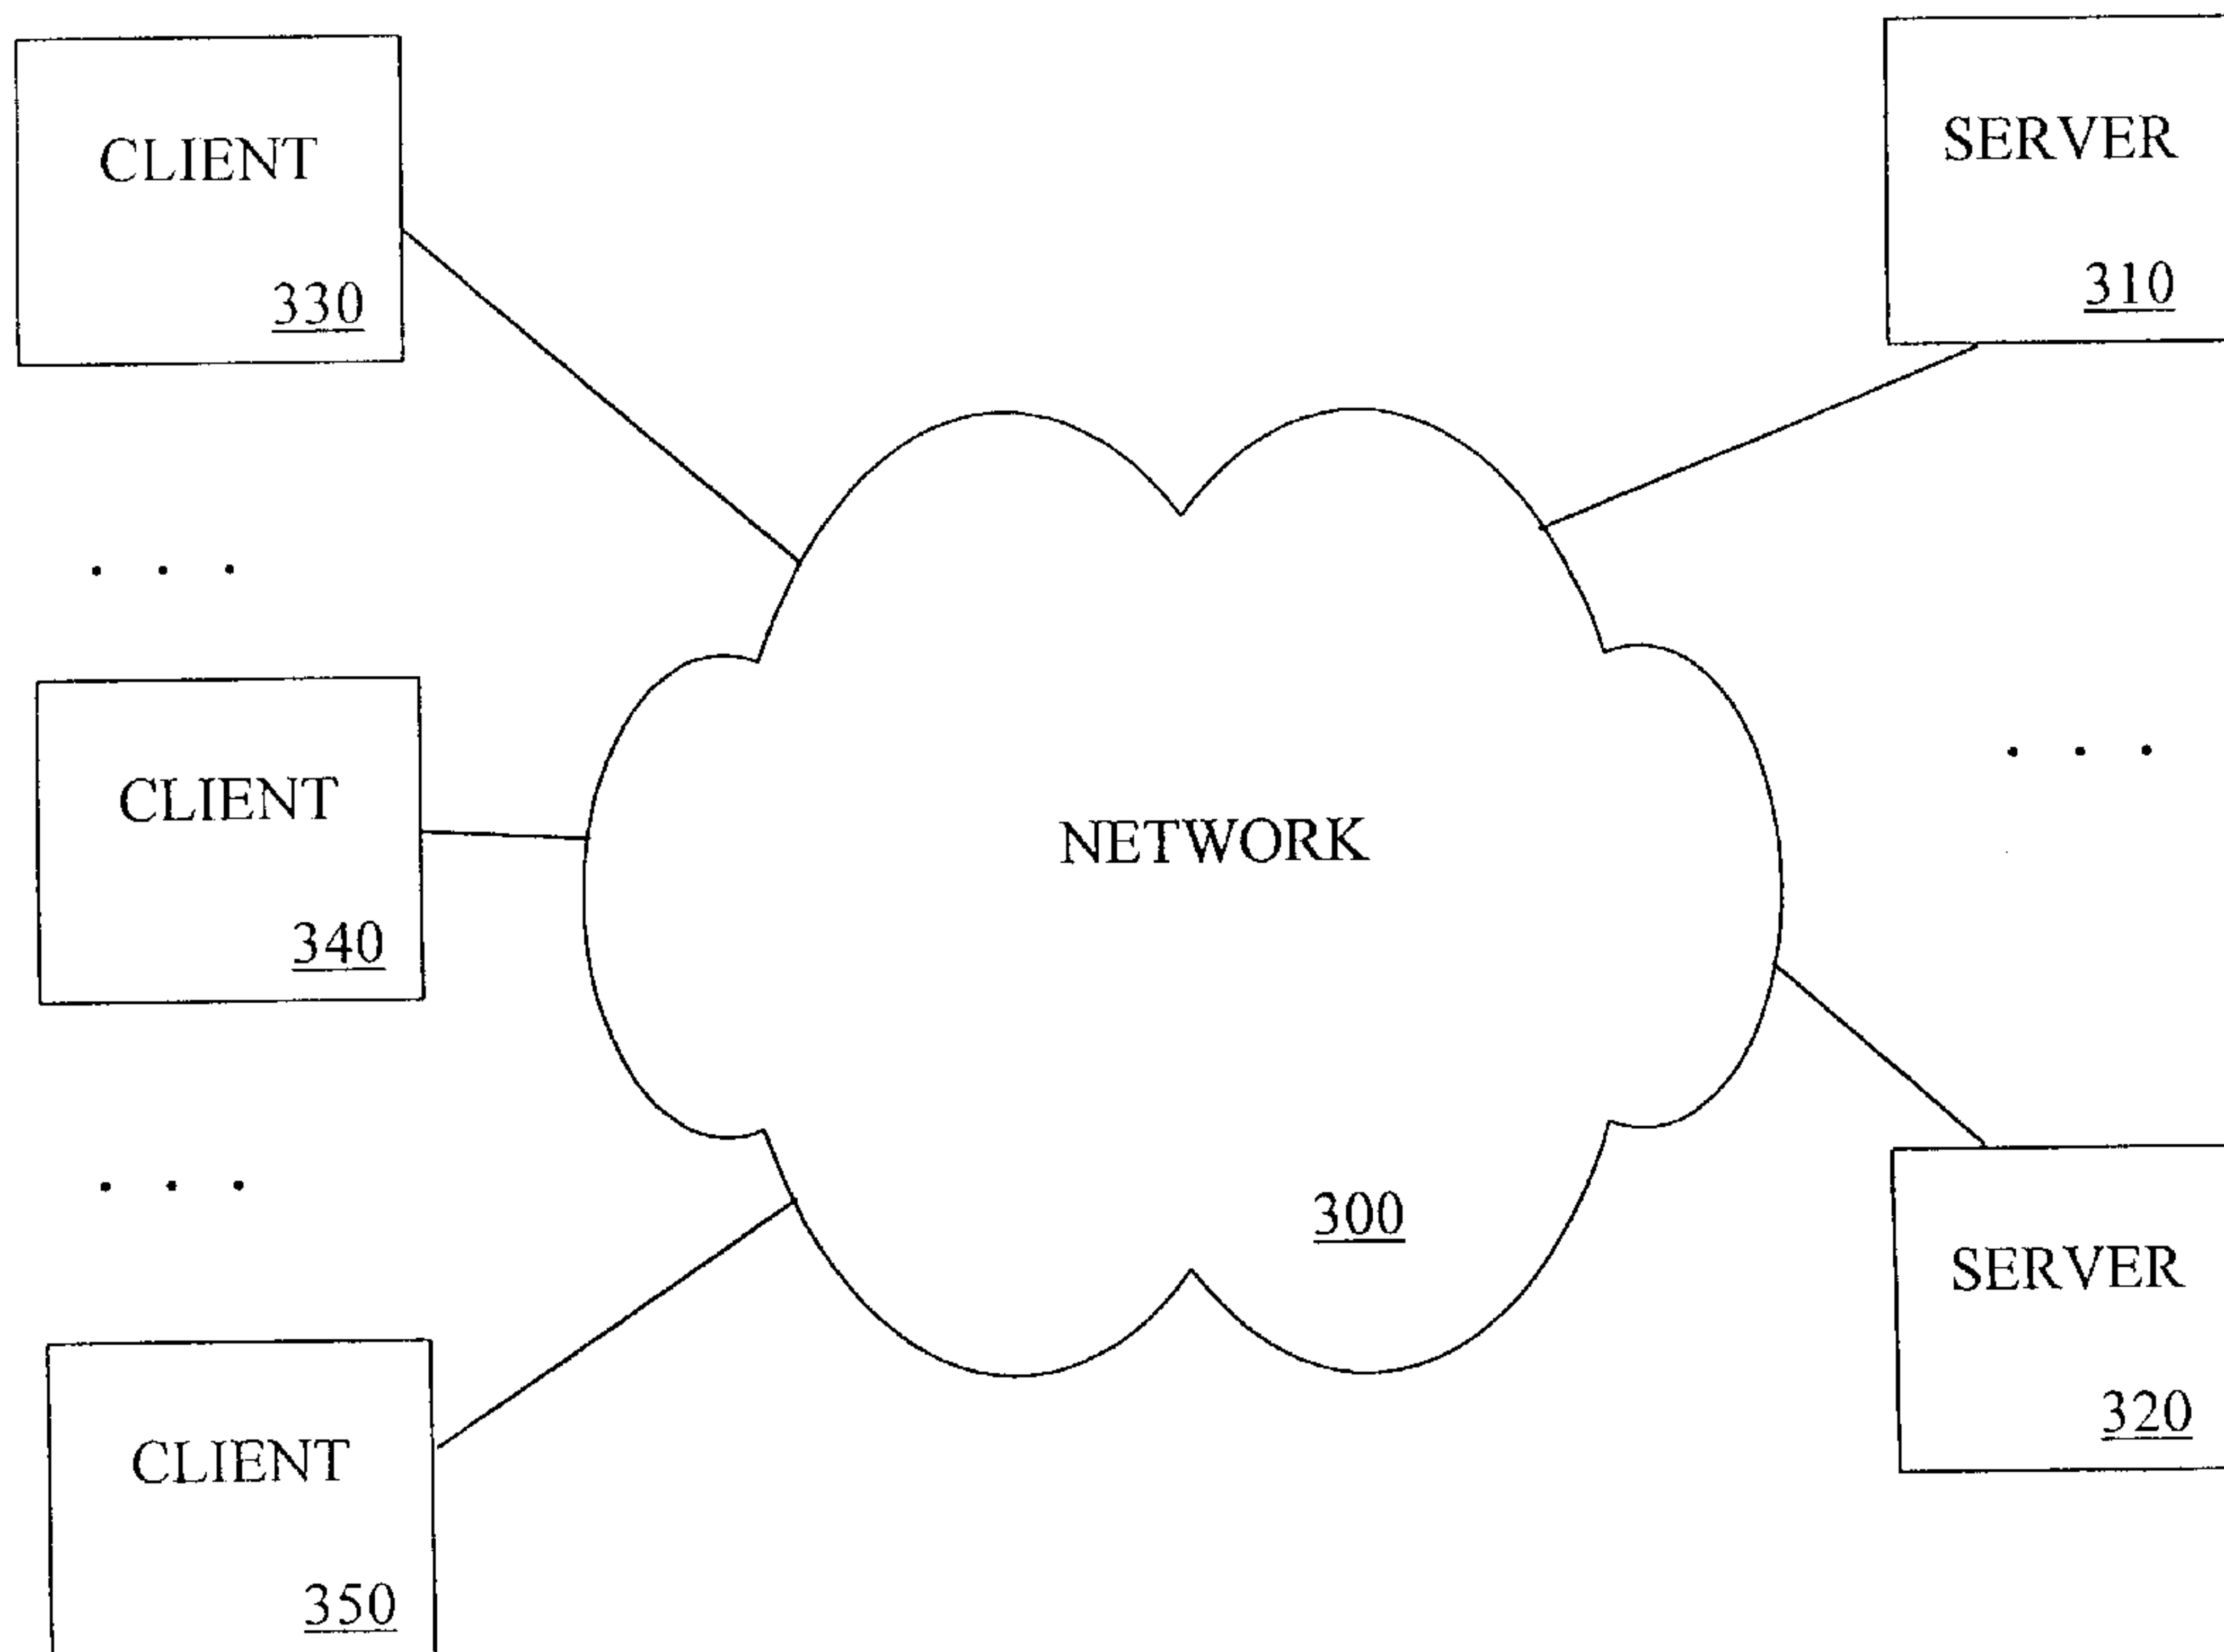 CLIENT
330
SERVER
310
. . .
CLIENT
340
NETWORK
. . .
. . .
300
SERVER
320
CLIENT
350